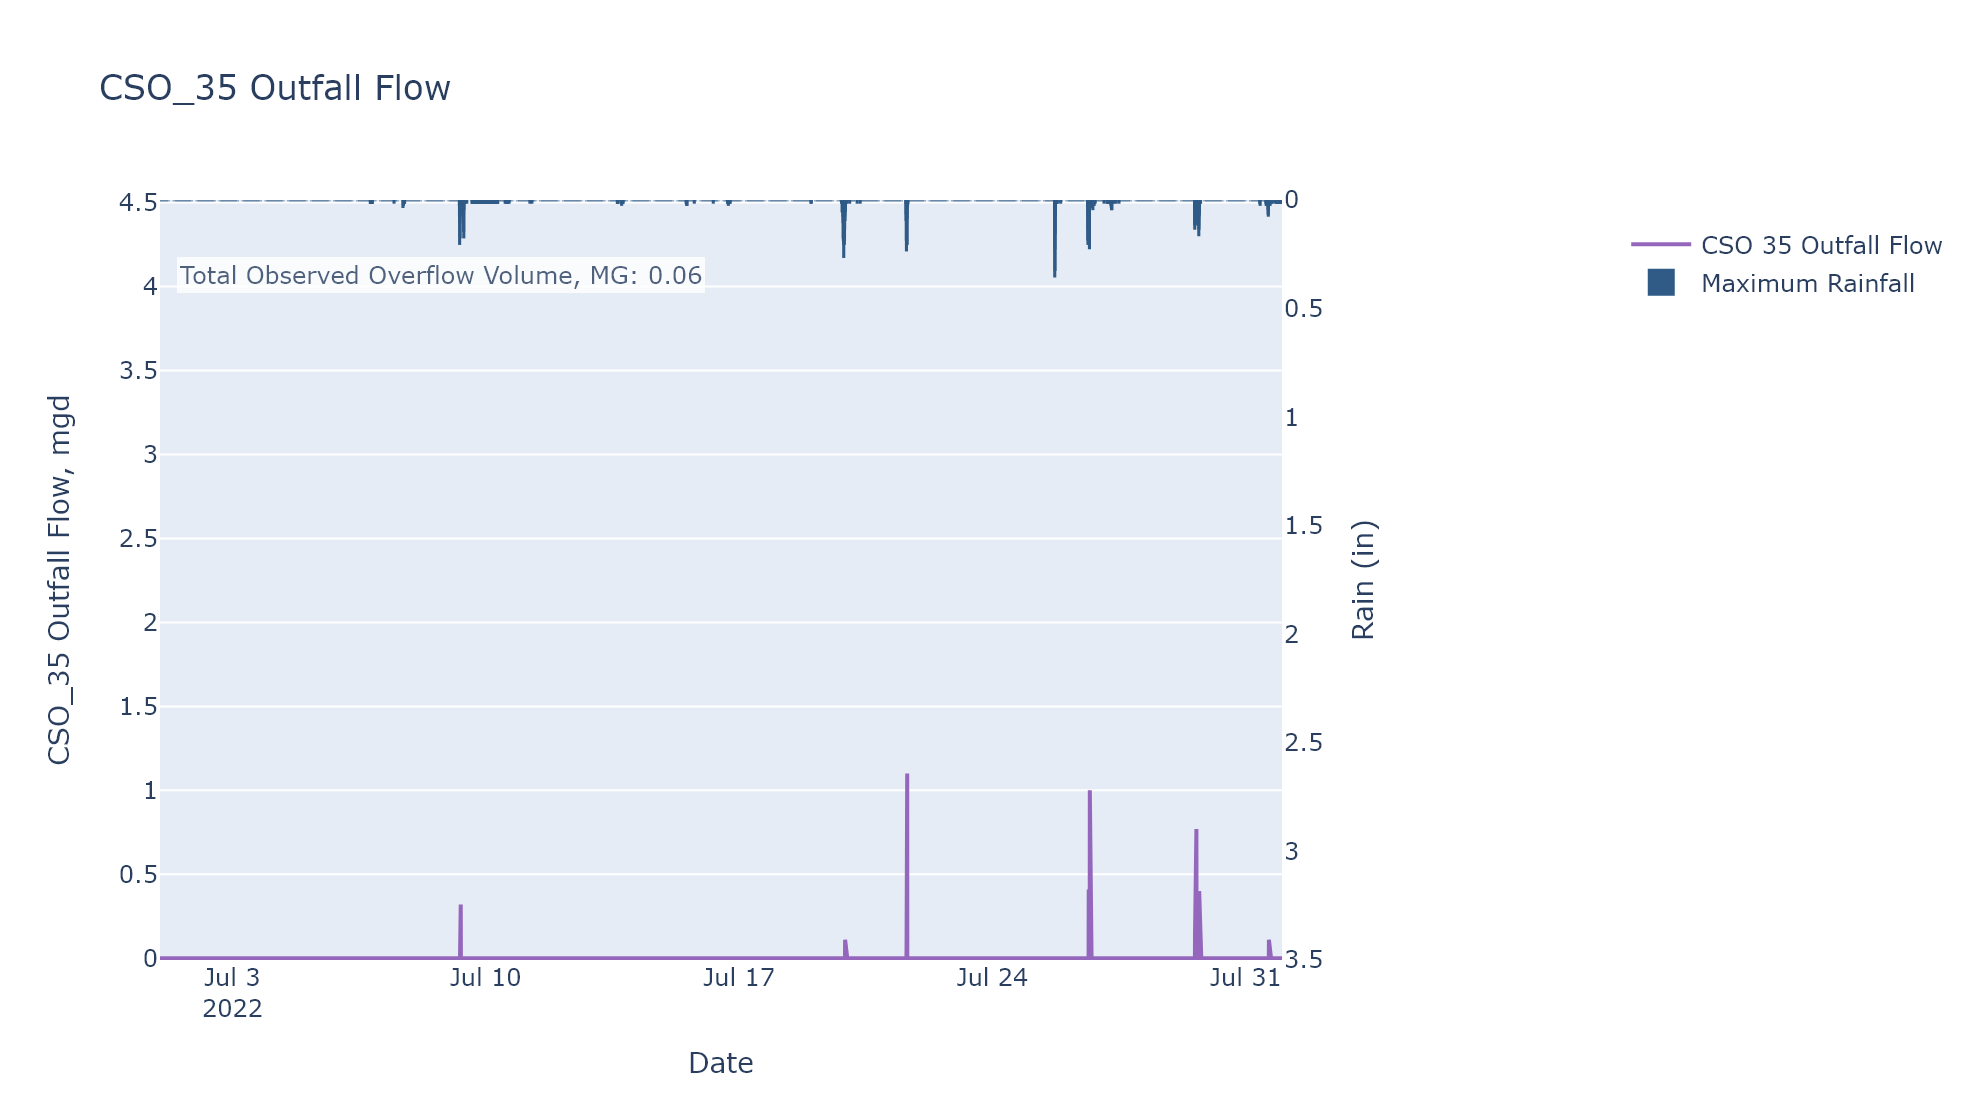 CSO_35 Outfall Flow
4.5
4
3.5
3
2.5
2
1.5
1
0.5
0
CSO_35 Outfall Flow, mgd
Total Observed Overflow Volume, MG: 0.06
0
0.5
1
1.5
2
2.5
3
3.5
Rain (in)
CSO 35 Outfall Flow
Maximum Rainfall
Jul 3
2022
Jul 10
Jul 17
Jul 24
Jul 31
Date